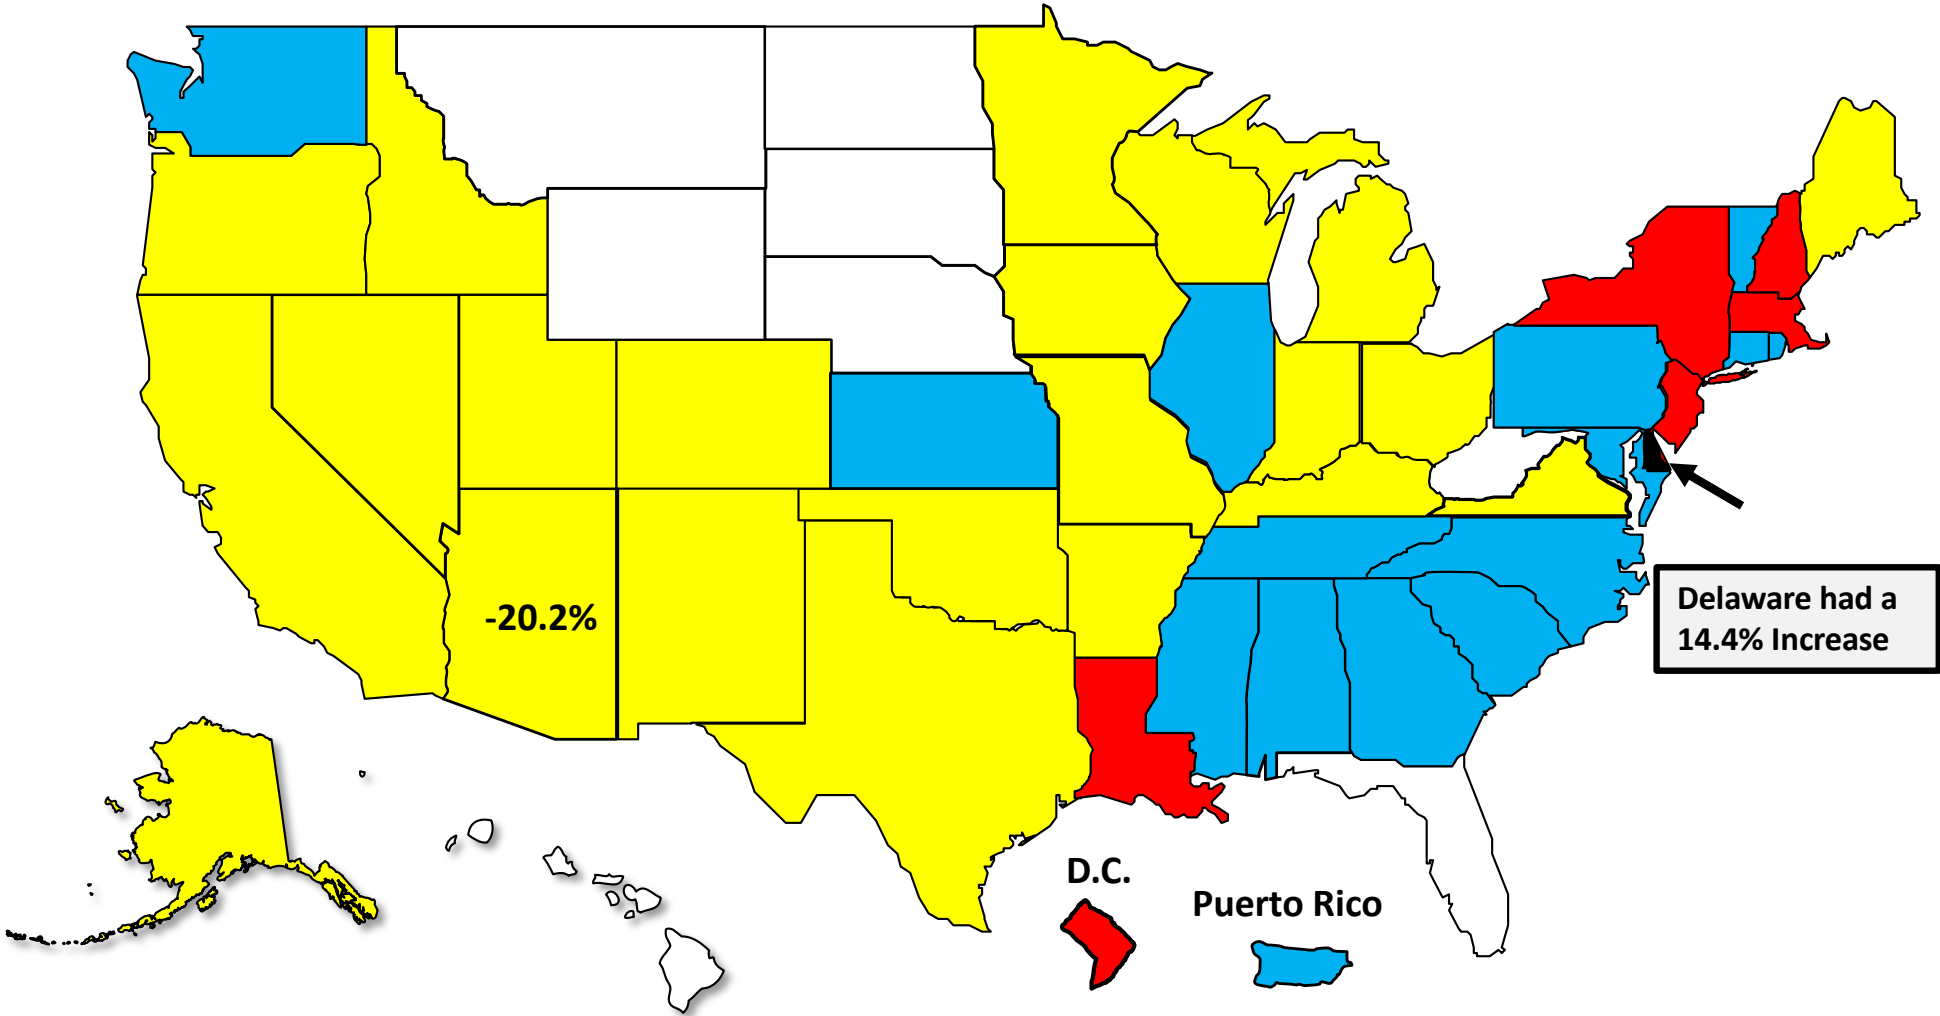 -20.2%
Delaware had a
14.4% Increase
D.C.
Puerto Rico